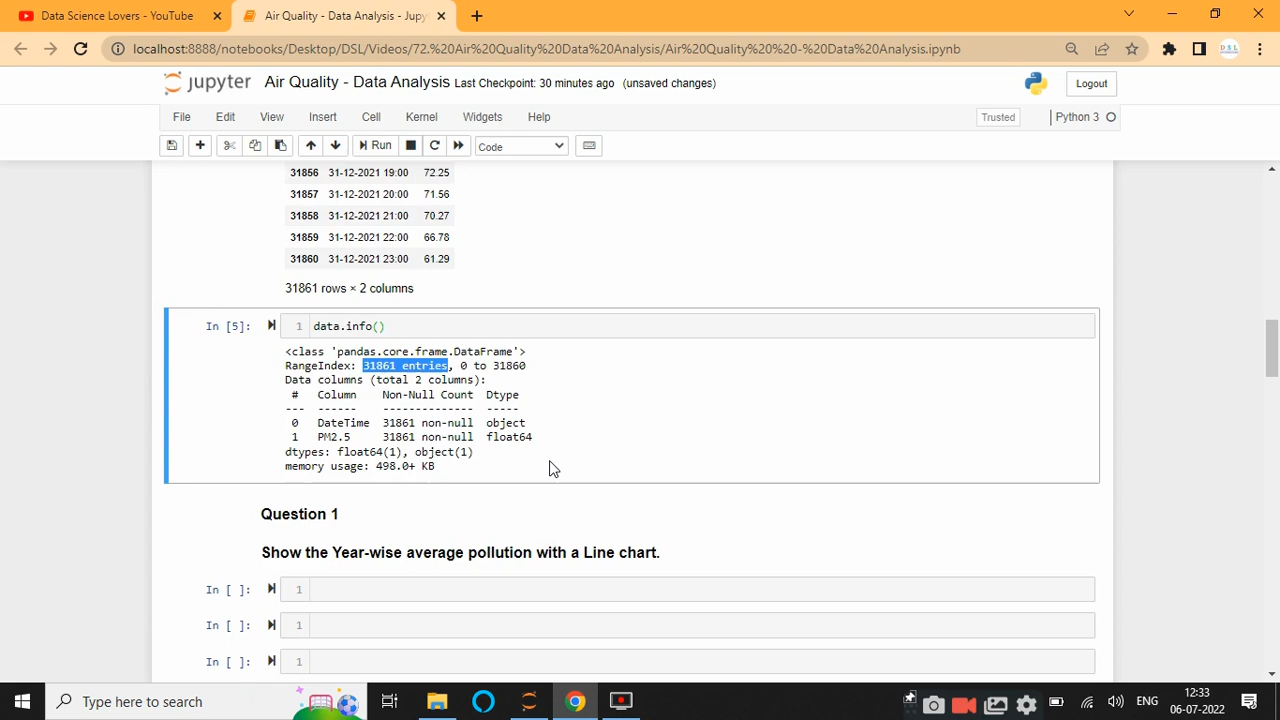 Data Science Lovers - YouTube
Air Quality - Data Analysis - Jupy
localhost:8888/notebooks/Desktop/DSL/Videos/72.%20Air%20Quality%20Data%20Analysis/Air%20Quality%20%20-%20Data%20Analysis.ipynb
DSL
jupyter Air Quality - Data Analysis Last Checkpoint: 30 minutes ago (unsaved changes)
Logout
File Edit View Insert Cell Kernel Widgets Help
Trusted
Python 3
Run
Code
31856 31-12-2021 19:00 72.25
31857 31-12-2021 20:00 71.56
31858 31-12-2021 21:00 70.27
31859 31-12-2021 22:00 66.78
31860 31-12-2021 23:00 61.29
31861 rows × 2 columns
In [5]: 1 data.info()
<class 'pandas.core.frame.DataFrame'>
RangeIndex: 31861 entries, 0 to 31860
Data columns (total 2 columns):
# Column Non-Null Count Dtype
--- ------ -------------- -----
0 DateTime 31861 non-null object
1 PM2.5 31861 non-null float64
dtypes: float64(1), object(1)
memory usage: 498.0+ KB
Question 1
Show the Year-wise average pollution with a Line chart.
In [ ]: 1
In [ ]: 1
In [ ]: 1
Type here to search
ENG
12:33
06-07-2022